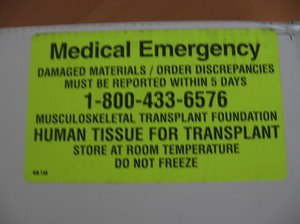 Medical Emergency
DAMAGED MATERIALS / ORDER DISCREPANCIES
MUST BE REPORTED WITHIN 5 DAYS
1-800-433-6576
MUSCULOSKELETAL TRANSPLANT FOUNDATION
HUMAN TISSUE FOR TRANSPLANT
STORE AT ROOM TEMPERATURE
DO NOT FREEZE